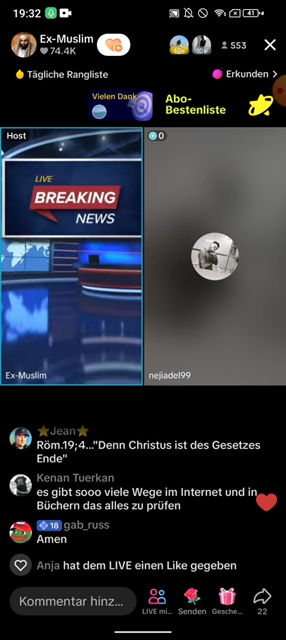 19:32
41
Ex-Muslim
74.4K
553
Tägliche Rangliste
Erkunden >
Vielen Dank
Abo-
Bestenliste
Host
0
LIVE
BREAKING
NEWS
Ex-Muslim
nejiadel99
Jean
Röm.19;4..."Denn Christus ist des Gesetzes
Ende"
Kenan Tuerkan
es gibt sooo viele Wege im Internet und in
Büchern das alles zu prüfen
18 gab_russ
Amen
Anja hat dem LIVE einen Like gegeben
Kommentar hinz...
LIVE mi...
Senden
Gesche...
22